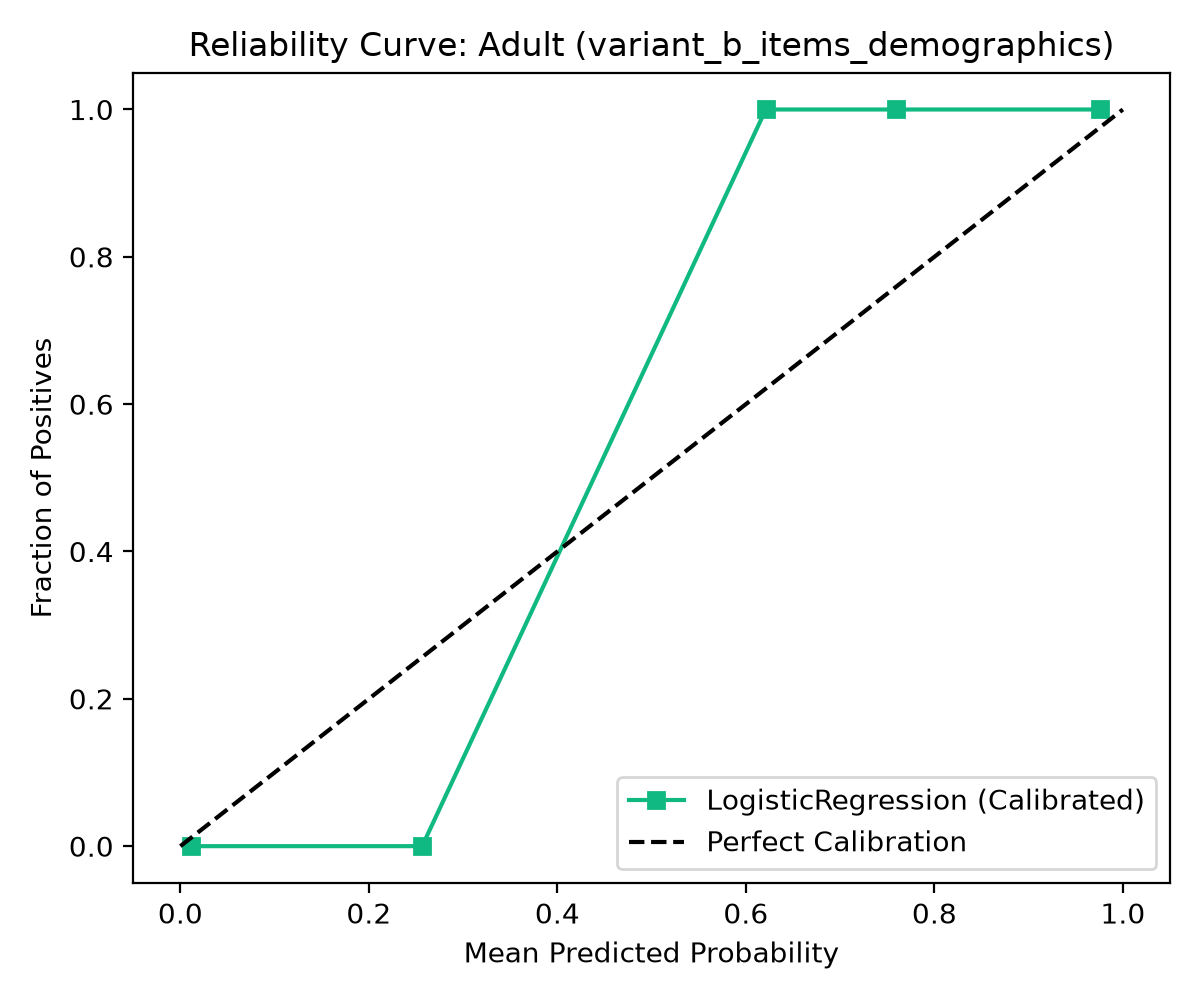 Reliability Curve: Adult (variant_b_items_demographics)
1.0
0.8
0.6
0.4
0.2
0.0
Fraction of Positives
LogisticRegression (Calibrated)
Perfect Calibration
0.0 0.2 0.4 0.6 0.8 1.0
Mean Predicted Probability